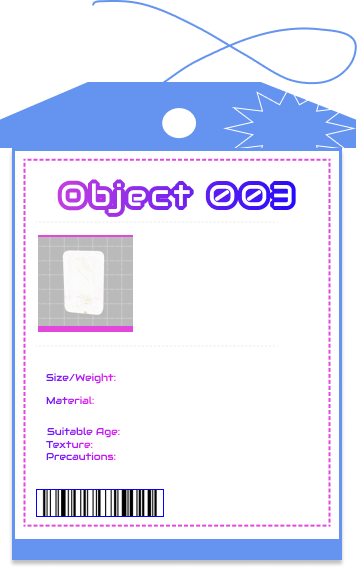 Object 003
Size/Weight:
Material:
Suitable Age:
Texture:
Precautions: